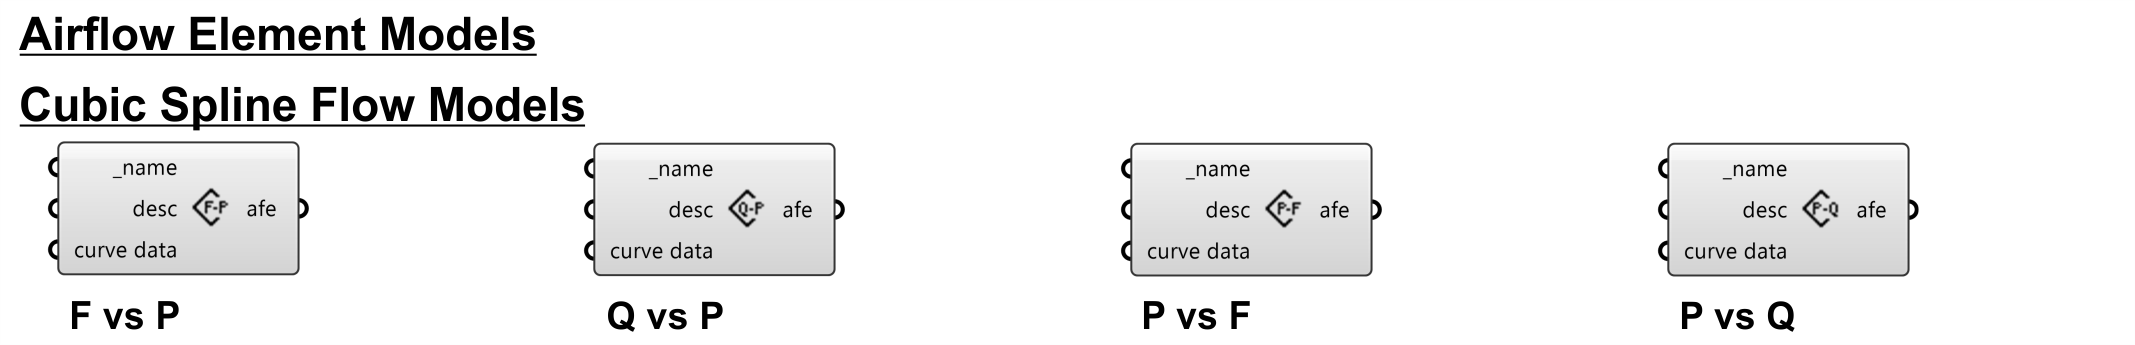 Airflow Element Models
Cubic Spline Flow Models
_name
desc
curve data
F-P
afe
F vs P
_name
desc
curve data
Q-P
afe
Q vs P
_name
desc
curve data
P-F
afe
P vs F
_name
desc
curve data
P-Q
afe
P vs Q